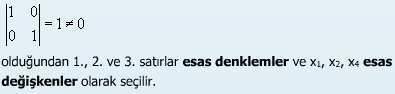 |1 0|
|0 1| = 1 ≠ 0
olduğundan 1., 2. ve 3. satırlar esas denklemler ve x₁, x₂, x₄ esas
değişkenler olarak seçilir.